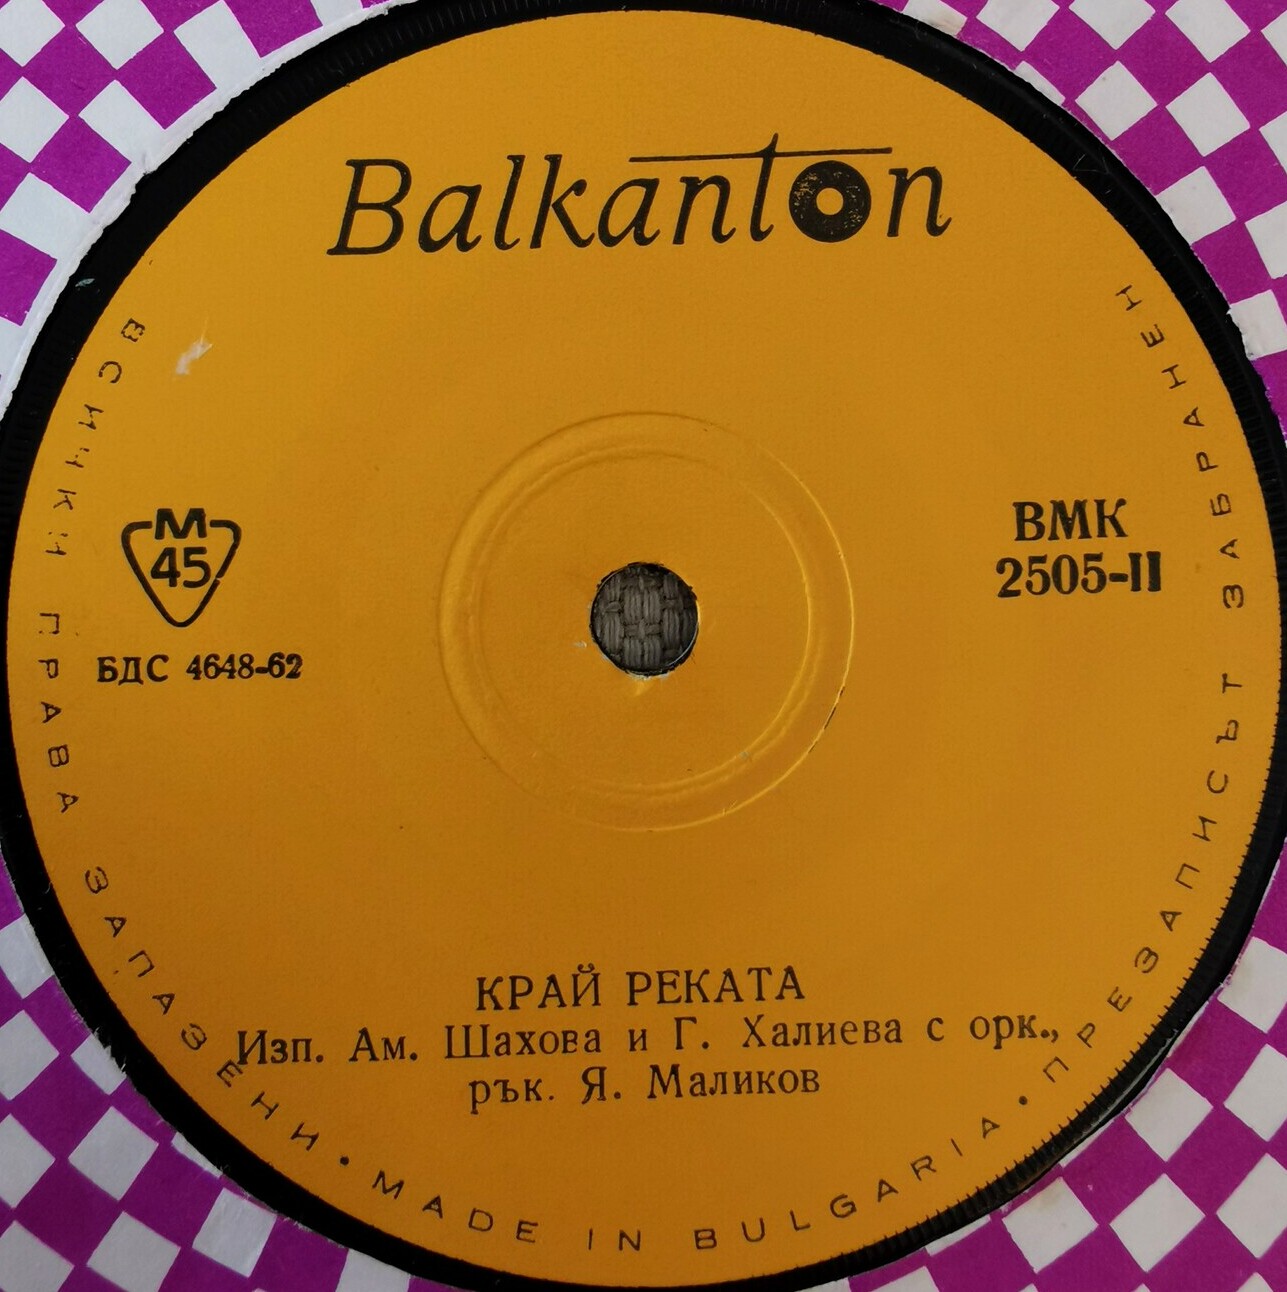 Balkanton
M
45
БДС 4648-62
ВМК
2505-II
КРАЙ РЕКАТА
Изп. Ам. Шахова и Г. Халиева с орк.,
рък. Я. Маликов
ВСИЧКИ ПРАВА ЗАПАЗЕНИ • MADE IN BULGARIA • ПРЕЗАПИСЪТ ЗАБРАНЕН